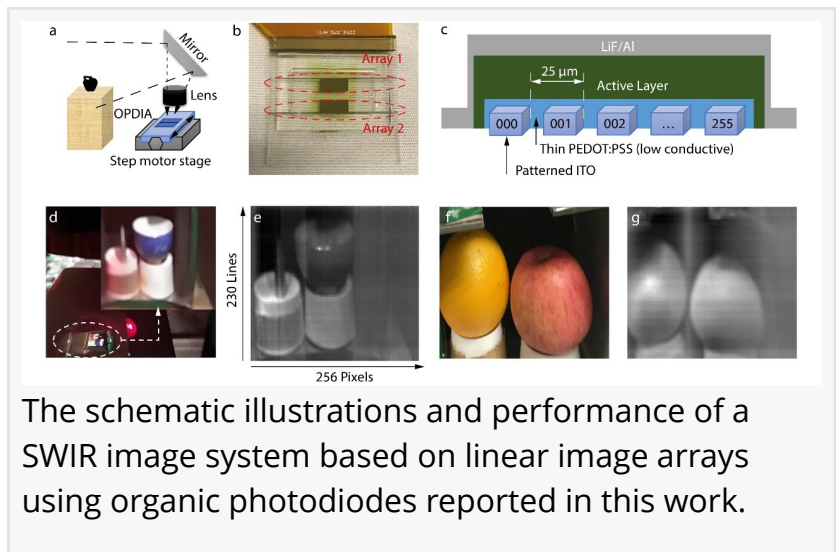 a
Mirror
Lens
OPDIA
Step motor stage
b
Array 1
Array 2
c
LiF/Al
25 μm
Active Layer
000 001 002 ... 255
Thin PEDOT:PSS (low conductive)
Patterned ITO
d
e
230 Lines
256 Pixels
f
g
The schematic illustrations and performance of a
SWIR image system based on linear image arrays
using organic photodiodes reported in this work.